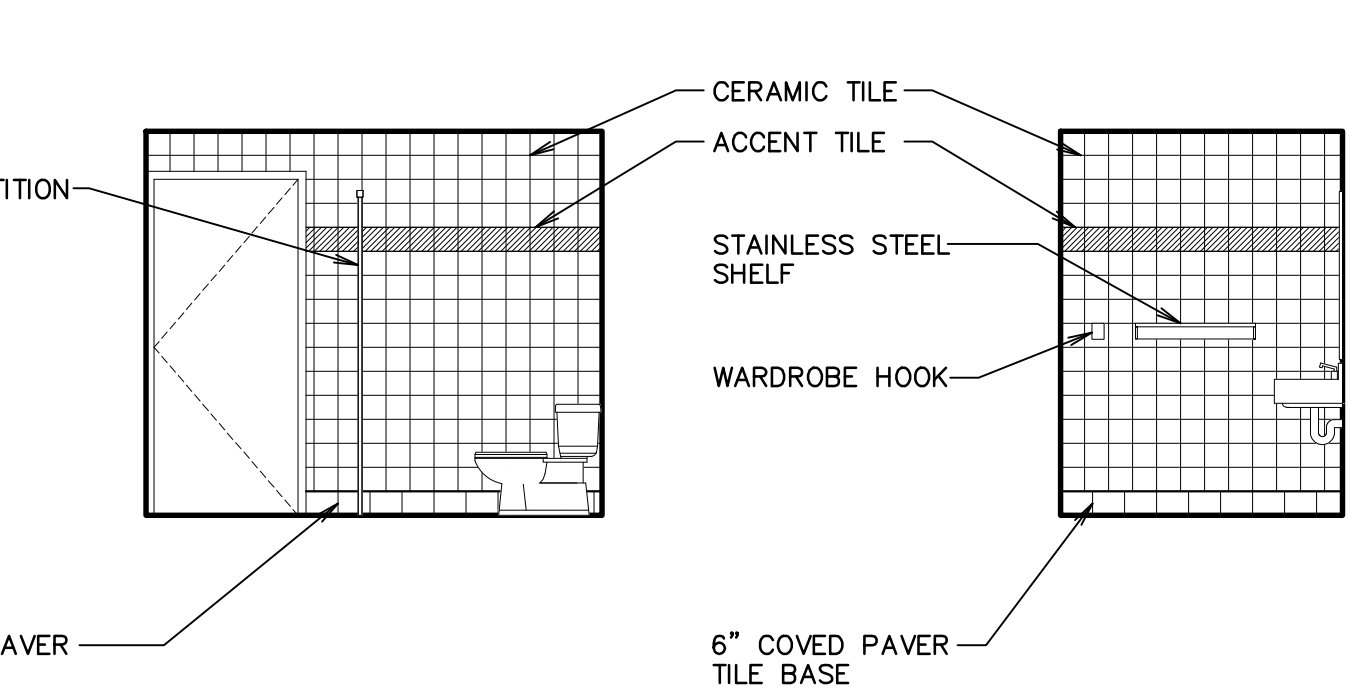 CERAMIC TILE
ACCENT TILE
TITION
STAINLESS STEEL
SHELF
WARDROBE HOOK
AVER
6” COVED PAVER
TILE BASE